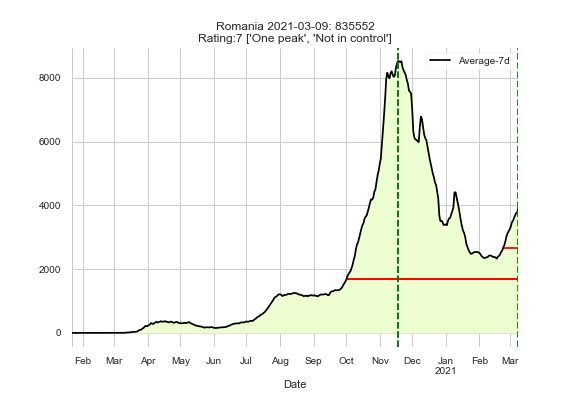 Romania 2021-03-09: 835552
Rating:7 ['One peak', 'Not in control']
Average-7d
8000
6000
4000
2000
0
Feb Mar Apr May Jun Jul Aug Sep Oct Nov Dec Jan Feb Mar
2021
Date